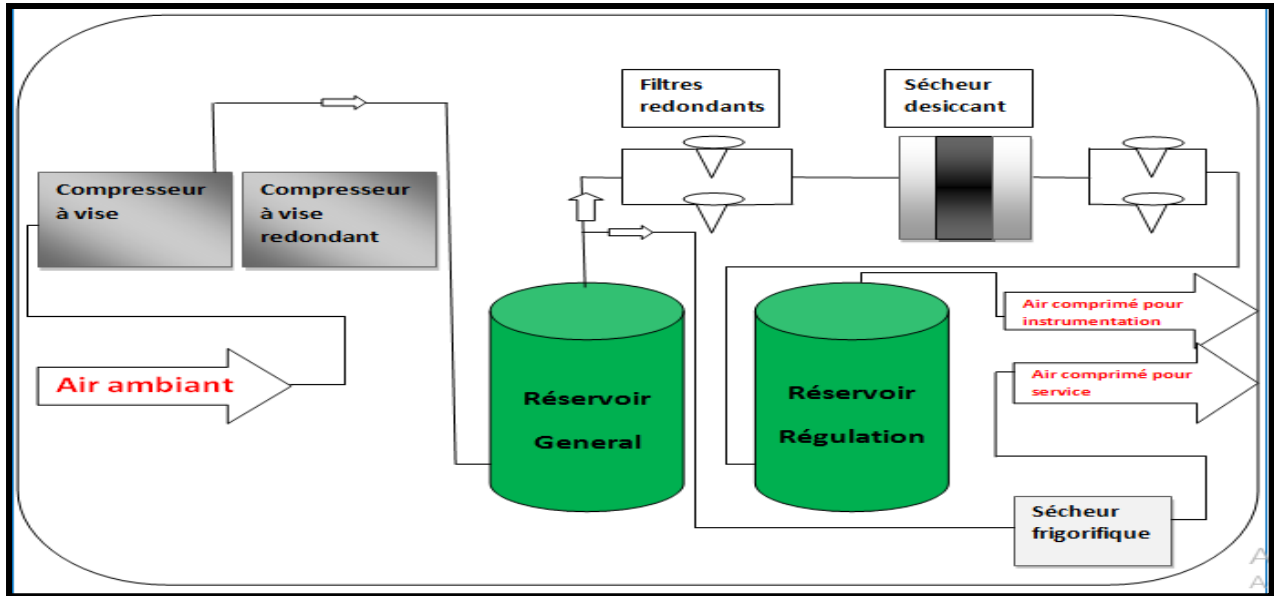 Filtres
redondants
Sécheur
desiccant
Compresseur
à vise
Compresseur
à vise
redondant
Air comprimé pour
instrumentation
Air ambiant
Air comprimé pour
service
Réservoir
General
Réservoir
Régulation
Sécheur
frigorifique
A
A